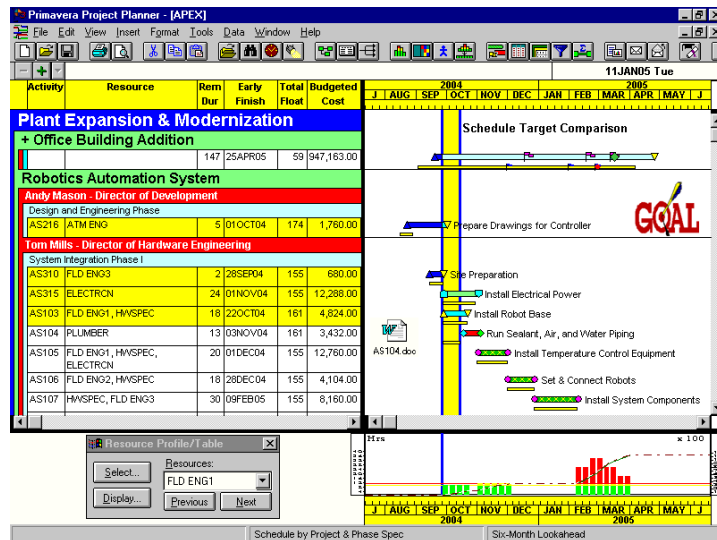 Primavera Project Planner - [APEX]
File Edit View Insert Format Tools Data Window Help
11JAN05 Tue
Activity Resource Rem Dur Early Finish Total Float Budgeted Cost
2004 2005
J AUG SEP OCT NOV DEC JAN FEB MAR APR MAY J
Plant Expansion & Modernization
Schedule Target Comparison
+ Office Building Addition
147 25APR05 59 947,163.00
Robotics Automation System
Andy Mason - Director of Development
Design and Engineering Phase
GOAL
AS216 ATM ENG 5 01OCT04 174 1,760.00 Prepare Drawings for Controller
Tom Mills - Director of Hardware Engineering
System Integration Phase I
AS310 FLD ENG3 2 28SEP04 155 680.00 Site Preparation
AS315 ELECTRCN 24 01NOV04 155 12,288.00 Install Electrical Power
AS103 FLD ENG1, HWSPEC 18 22OCT04 161 4,824.00 Install Robot Base
AS104 PLUMBER 13 03NOV04 161 3,432.00 Run Sealant, Air, and Water Piping
AS104.doc
AS105 FLD ENG1, HWSPEC, ELECTRCN 20 01DEC04 155 12,760.00 Install Temperature Control Equipment
AS106 FLD ENG2, HWSPEC 18 28DEC04 155 4,104.00 Set & Connect Robots
AS107 HWSPEC, FLD ENG3 30 09FEB05 155 8,160.00 Install System Components
Resource Profile/Table
Select...
Resources:
FLD ENG1
Display...
Previous
Next
Hrs x 100
J AUG SEP OCT NOV DEC JAN FEB MAR APR MAY J
2004 2005
Schedule by Project & Phase Spec
Six-Month Lookahead